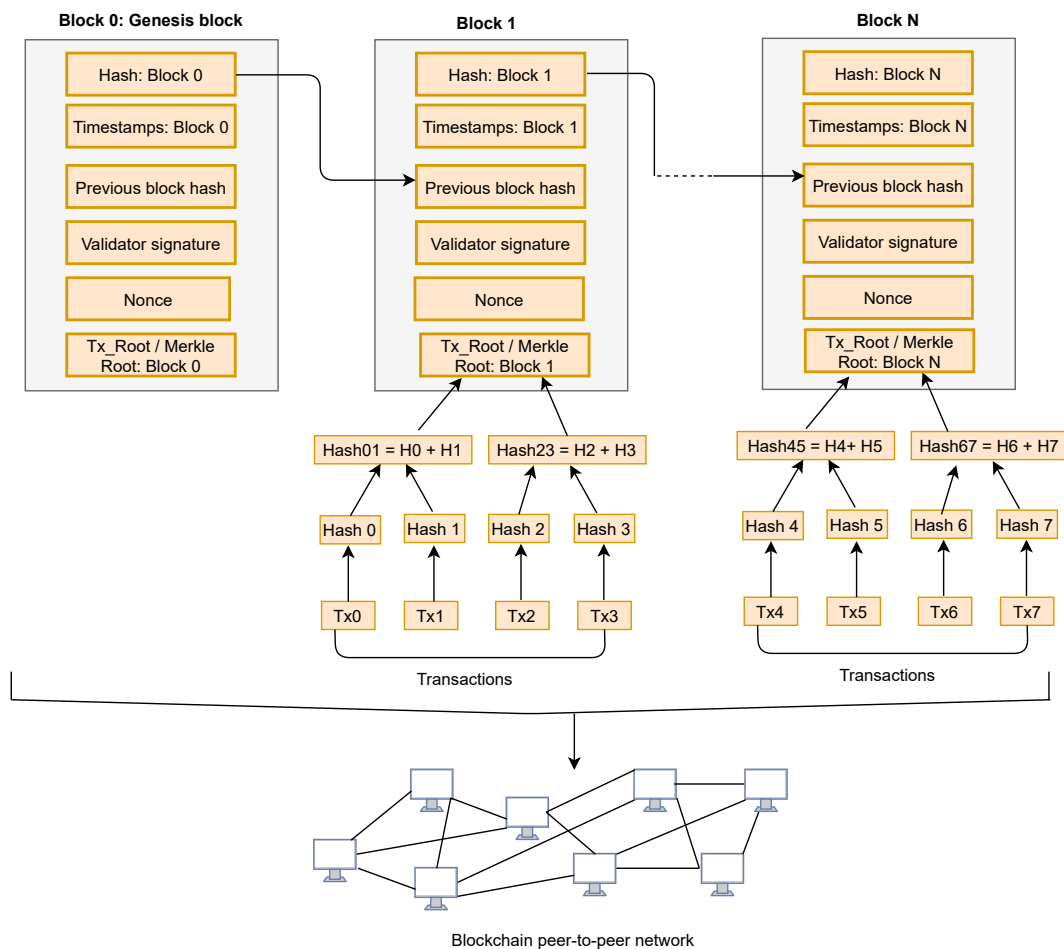 Block 0: Genesis block
Hash: Block 0
Timestamps: Block 0
Previous block hash
Validator signature
Nonce
Tx_Root / Merkle
Root: Block 0
Block 1
Hash: Block 1
Timestamps: Block 1
Previous block hash
Validator signature
Nonce
Tx_Root / Merkle
Root: Block 1
Hash01 = H0 + H1
Hash23 = H2 + H3
Hash 0
Hash 1
Hash 2
Hash 3
Tx0
Tx1
Tx2
Tx3
Transactions
Block N
Hash: Block N
Timestamps: Block N
Previous block hash
Validator signature
Nonce
Tx_Root / Merkle
Root: Block N
Hash45 = H4+ H5
Hash67 = H6 + H7
Hash 4
Hash 5
Hash 6
Hash 7
Tx4
Tx5
Tx6
Tx7
Transactions
Blockchain peer-to-peer network